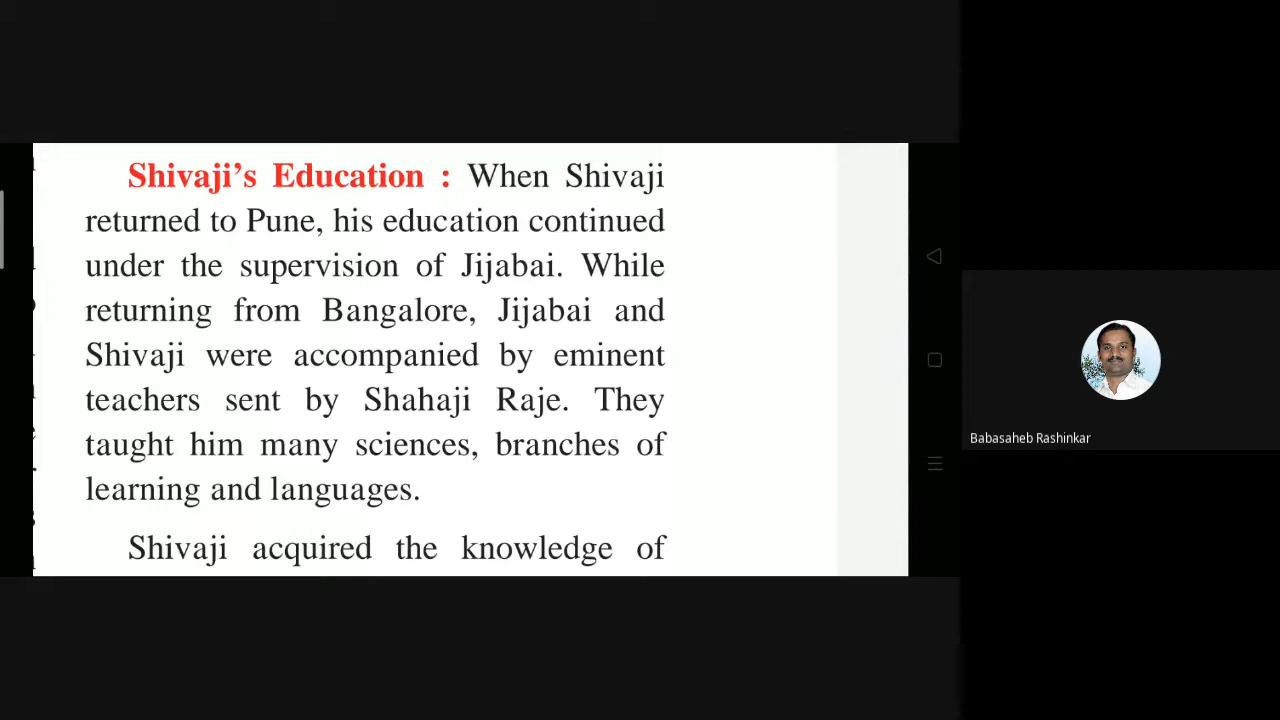 Shivaji’s Education : When Shivaji
returned to Pune, his education continued
under the supervision of Jijabai. While
returning from Bangalore, Jijabai and
Shivaji were accompanied by eminent
teachers sent by Shahaji Raje. They
taught him many sciences, branches of
learning and languages.
Shivaji acquired the knowledge of
Babasaheb Rashinkar